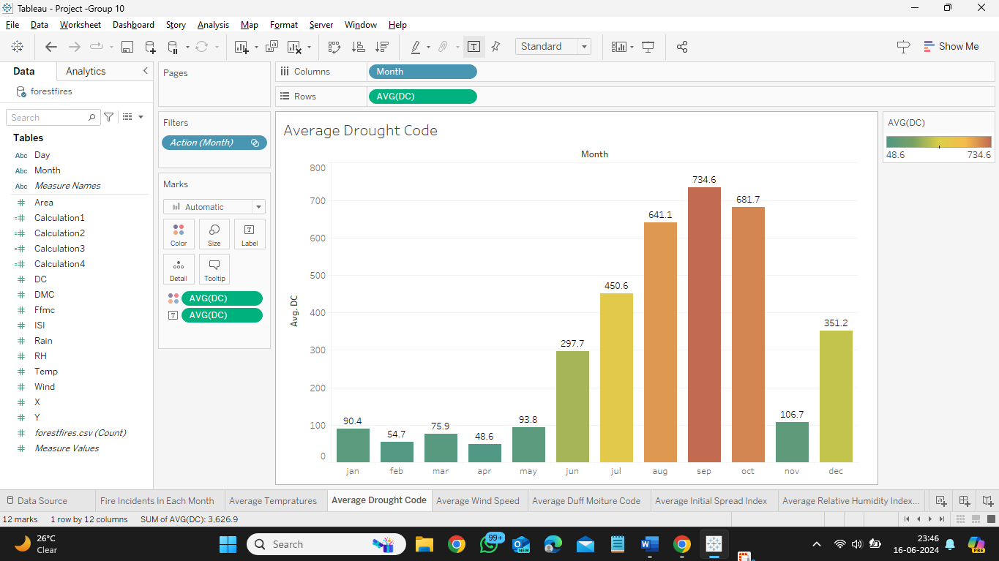 Tableau - Project -Group 10
File Data Worksheet Dashboard Story Analysis Map Format Server Window Help
Standard
Show Me
Data Analytics
forestfires
Search
Tables
Abc Day
Abc Month
Abc Measure Names
Area
Calculation1
Calculation2
Calculation3
Calculation4
DC
DMC
Ffmc
ISI
Rain
RH
Temp
Wind
X
Y
forestfires.csv (Count)
Measure Values
Pages
Filters
Action (Month)
Marks
Automatic
Color Size Label
Detail Tooltip
AVG(DC)
AVG(DC)
Columns Month
Rows AVG(DC)
Average Drought Code
Month
Avg. DC
800
700
600
500
400
300
200
100
0
90.4 54.7 75.9 48.6 93.8 297.7 450.6 641.1 734.6 681.7 106.7 351.2
jan feb mar apr may jun jul aug sep oct nov dec
AVG(DC)
48.6 734.6
Data Source Fire Incidents In Each Month Average Tempratures Average Drought Code Average Wind Speed Average Duff Moiture Code Average Initial Spread Index Average Relative Humidity Index...
12 marks 1 row by 12 columns SUM of AVG(DC): 3,626.9
26°C
Clear
Search
99+
NEW
PRE
23:46
16-06-2024